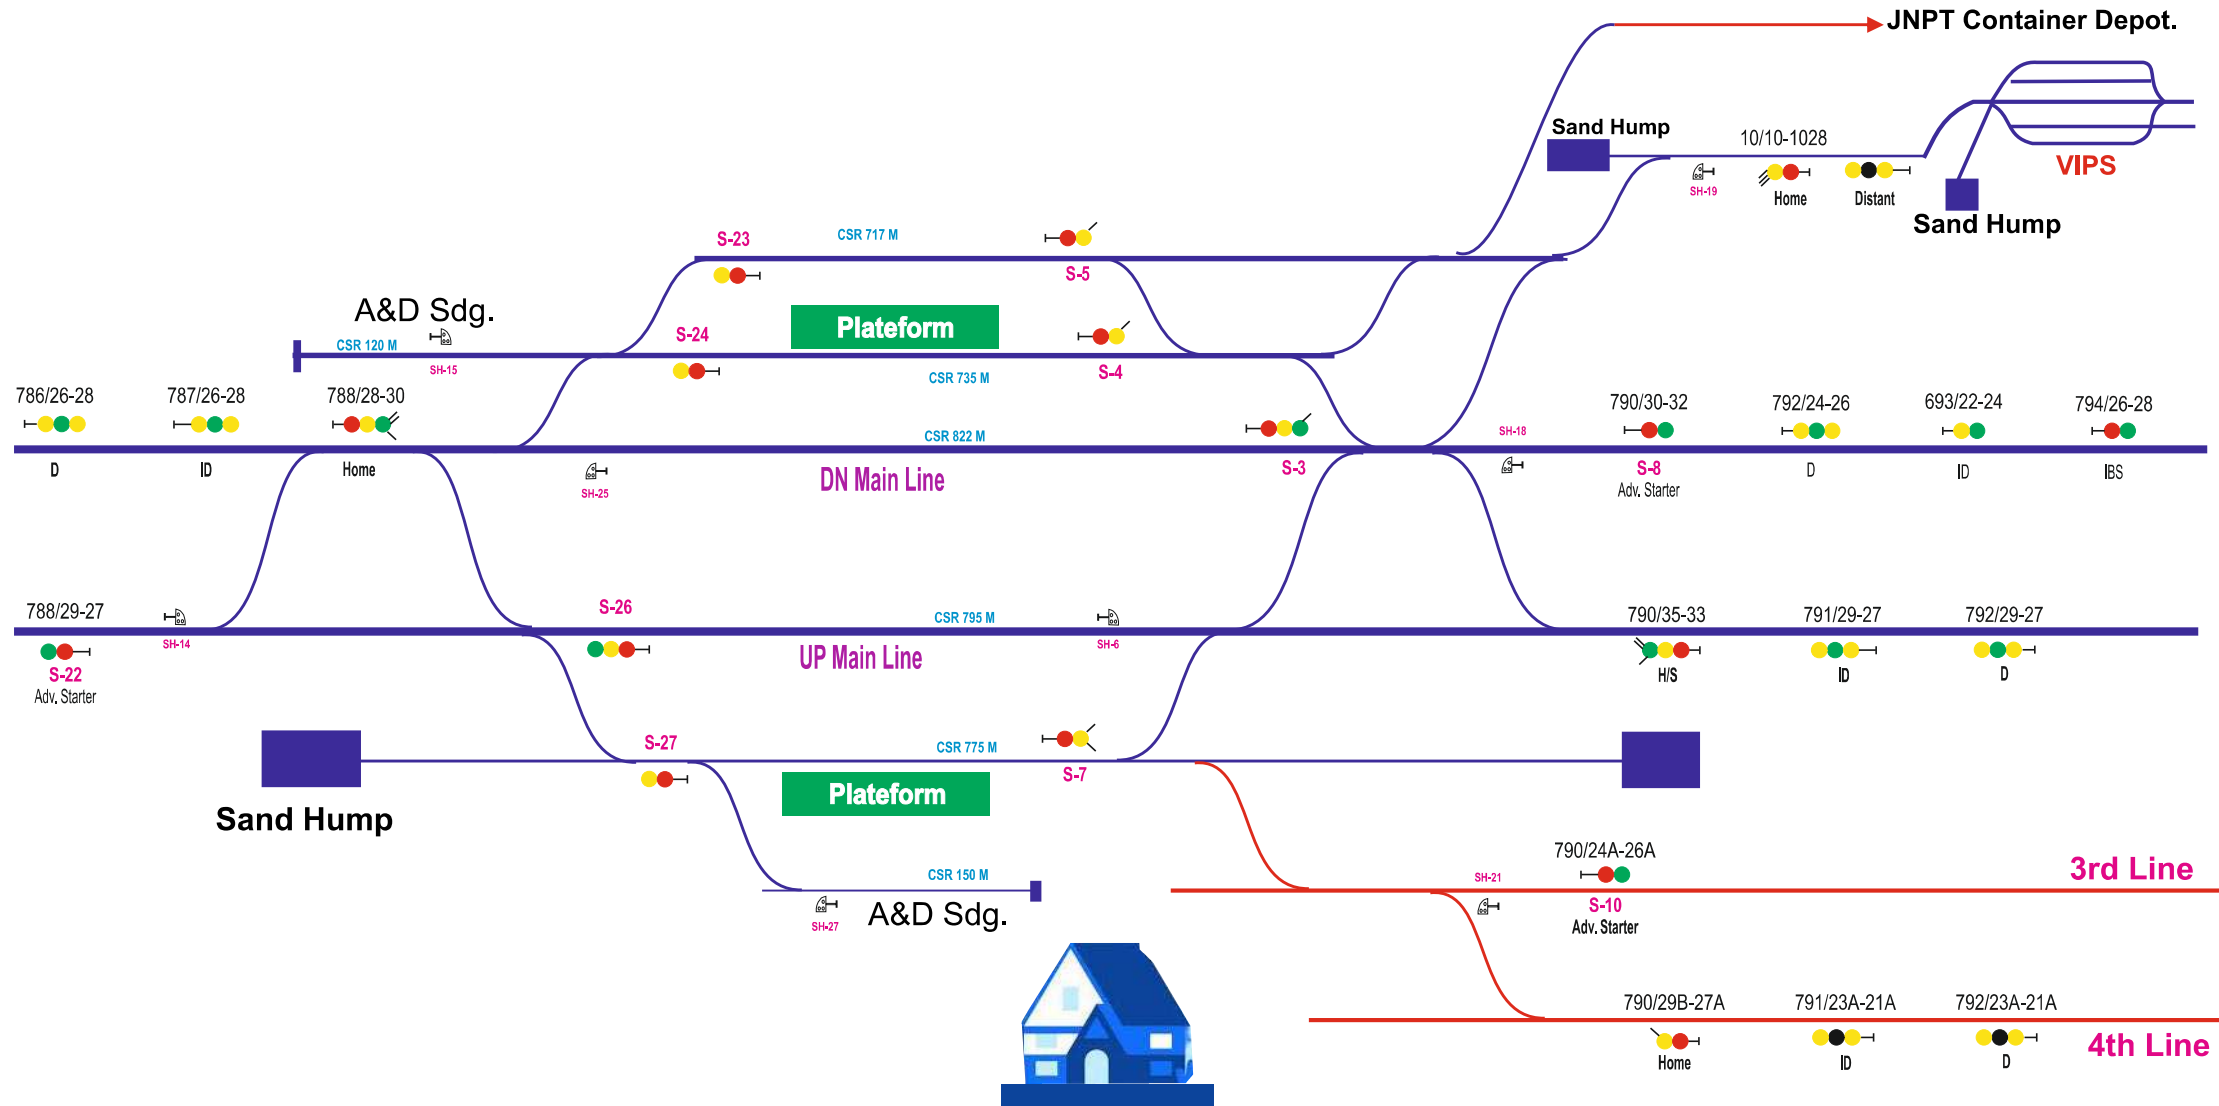 JNPT Container Depot.
Sand Hump
10/10-1028
VIPS
SH-19
Home
Distant
Sand Hump
S-23
CSR 717 M
S-5
A&D Sdg.
CSR 120 M
SH-15
S-24
Plateform
CSR 735 M
S-4
786/26-28
787/26-28
788/28-30
790/30-32
792/24-26
693/22-24
794/26-28
CSR 822 M
SH-18
D
ID
Home
SH-25
DN Main Line
S-3
S-8
Adv. Starter
D
ID
IBS
788/29-27
SH-14
S-26
CSR 795 M
SH-6
790/35-33
791/29-27
792/29-27
S-22
Adv. Starter
UP Main Line
H/S
ID
D
S-27
CSR 775 M
S-7
Sand Hump
Plateform
CSR 150 M
SH-27
A&D Sdg.
790/24A-26A
SH-21
S-10
Adv. Starter
3rd Line
790/29B-27A
791/23A-21A
792/23A-21A
Home
ID
D
4th Line